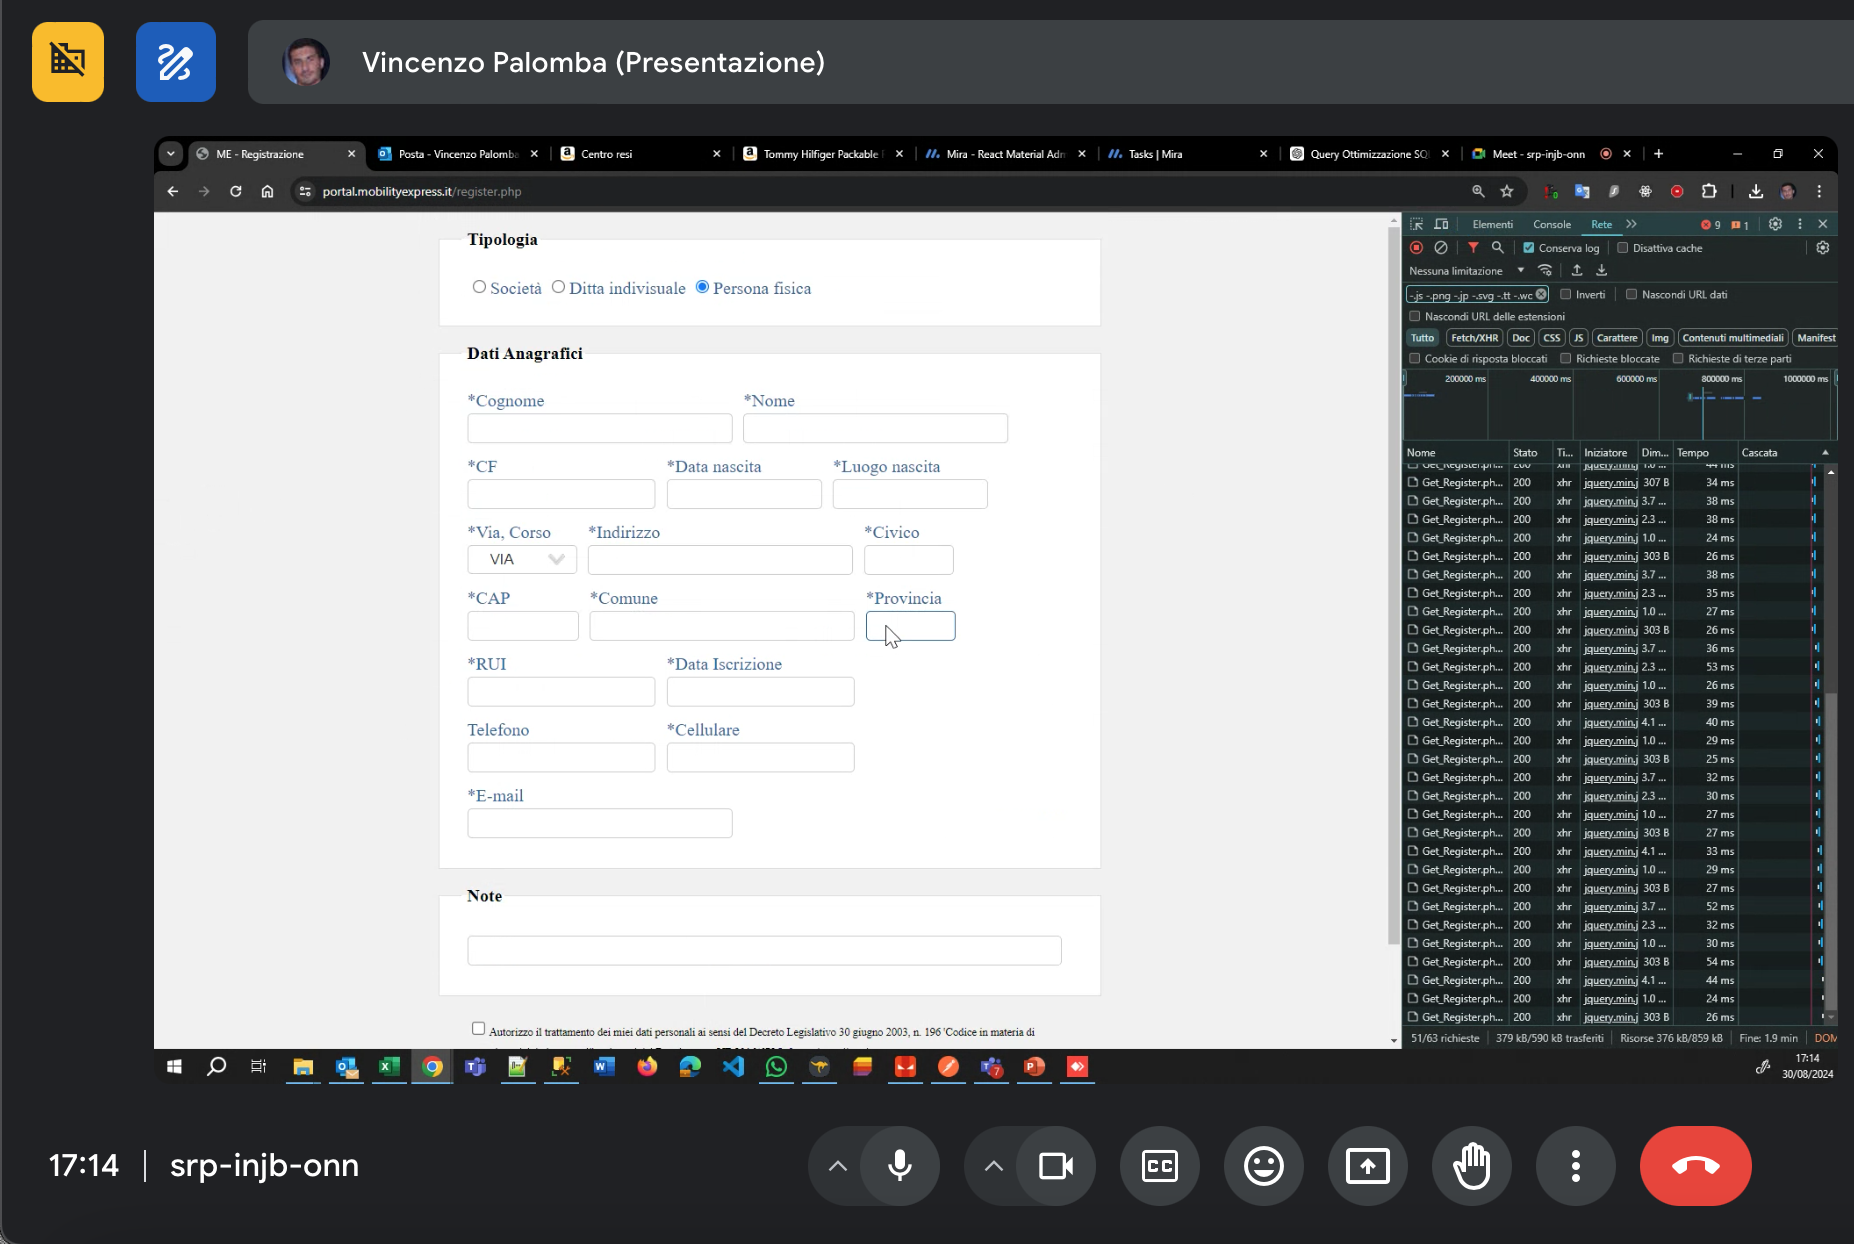 Vincenzo Palomba (Presentazione)
ME - Registrazione
Posta - Vincenzo Palomba
Centro resi
Tommy Hilfiger Packable
Mira - React Material Adm
Tasks | Mira
Query Ottimizzazione SQ
Meet - srp-injb-onn
portal.mobilityexpress.it/register.php
Tipologia
Società Ditta indivisuale Persona fisica
Dati Anagrafici
*Cognome *Nome
*CF *Data nascita *Luogo nascita
*Via, Corso *Indirizzo *Civico
VIA
*CAP *Comune *Provincia
*RUI *Data Iscrizione
Telefono *Cellulare
*E-mail
Note
Autorizzo il trattamento dei miei dati personali ai sensi del Decreto Legislativo 30 giugno 2003, n. 196 'Codice in materia di
Elementi Console Rete 9 1
Conserva log Disattiva cache
Nessuna limitazione
-.js -.png -.jp -.svg -.tt -.wc Inverti Nascondi URL dati
Nascondi URL delle estensioni
Tutto Fetch/XHR Doc CSS JS Carattere Img Contenuti multimediali Manifest
Cookie di risposta bloccati Richieste bloccate Richieste di terze parti
200000 ms 400000 ms 600000 ms 800000 ms 1000000 ms
Nome Stato Ti... Iniziatore Dim... Tempo Cascata
Get_Register.ph... 200 xhr jquery.min.j 1.0 ... 44 ms
Get_Register.ph... 200 xhr jquery.min.j 307 B 34 ms
Get_Register.ph... 200 xhr jquery.min.j 3.7 ... 38 ms
Get_Register.ph... 200 xhr jquery.min.j 2.3 ... 38 ms
Get_Register.ph... 200 xhr jquery.min.j 1.0 ... 24 ms
Get_Register.ph... 200 xhr jquery.min.j 303 B 26 ms
Get_Register.ph... 200 xhr jquery.min.j 3.7 ... 38 ms
Get_Register.ph... 200 xhr jquery.min.j 2.3 ... 35 ms
Get_Register.ph... 200 xhr jquery.min.j 1.0 ... 27 ms
Get_Register.ph... 200 xhr jquery.min.j 303 B 26 ms
Get_Register.ph... 200 xhr jquery.min.j 3.7 ... 36 ms
Get_Register.ph... 200 xhr jquery.min.j 2.3 ... 53 ms
Get_Register.ph... 200 xhr jquery.min.j 1.0 ... 26 ms
Get_Register.ph... 200 xhr jquery.min.j 303 B 39 ms
Get_Register.ph... 200 xhr jquery.min.j 4.1 ... 40 ms
Get_Register.ph... 200 xhr jquery.min.j 1.0 ... 29 ms
Get_Register.ph... 200 xhr jquery.min.j 303 B 25 ms
Get_Register.ph... 200 xhr jquery.min.j 3.7 ... 32 ms
Get_Register.ph... 200 xhr jquery.min.j 2.3 ... 30 ms
Get_Register.ph... 200 xhr jquery.min.j 1.0 ... 27 ms
Get_Register.ph... 200 xhr jquery.min.j 303 B 27 ms
Get_Register.ph... 200 xhr jquery.min.j 4.1 ... 33 ms
Get_Register.ph... 200 xhr jquery.min.j 1.0 ... 29 ms
Get_Register.ph... 200 xhr jquery.min.j 303 B 27 ms
Get_Register.ph... 200 xhr jquery.min.j 3.7 ... 52 ms
Get_Register.ph... 200 xhr jquery.min.j 2.3 ... 32 ms
Get_Register.ph... 200 xhr jquery.min.j 1.0 ... 30 ms
Get_Register.ph... 200 xhr jquery.min.j 303 B 54 ms
Get_Register.ph... 200 xhr jquery.min.j 4.1 ... 44 ms
Get_Register.ph... 200 xhr jquery.min.j 1.0 ... 24 ms
Get_Register.ph... 200 xhr jquery.min.j 303 B 26 ms
51/63 richieste 379 kB/590 kB trasferiti Risorse 376 kB/859 kB Fine: 1.9 min DOM
17:14
30/08/2024
17:14 | srp-injb-onn